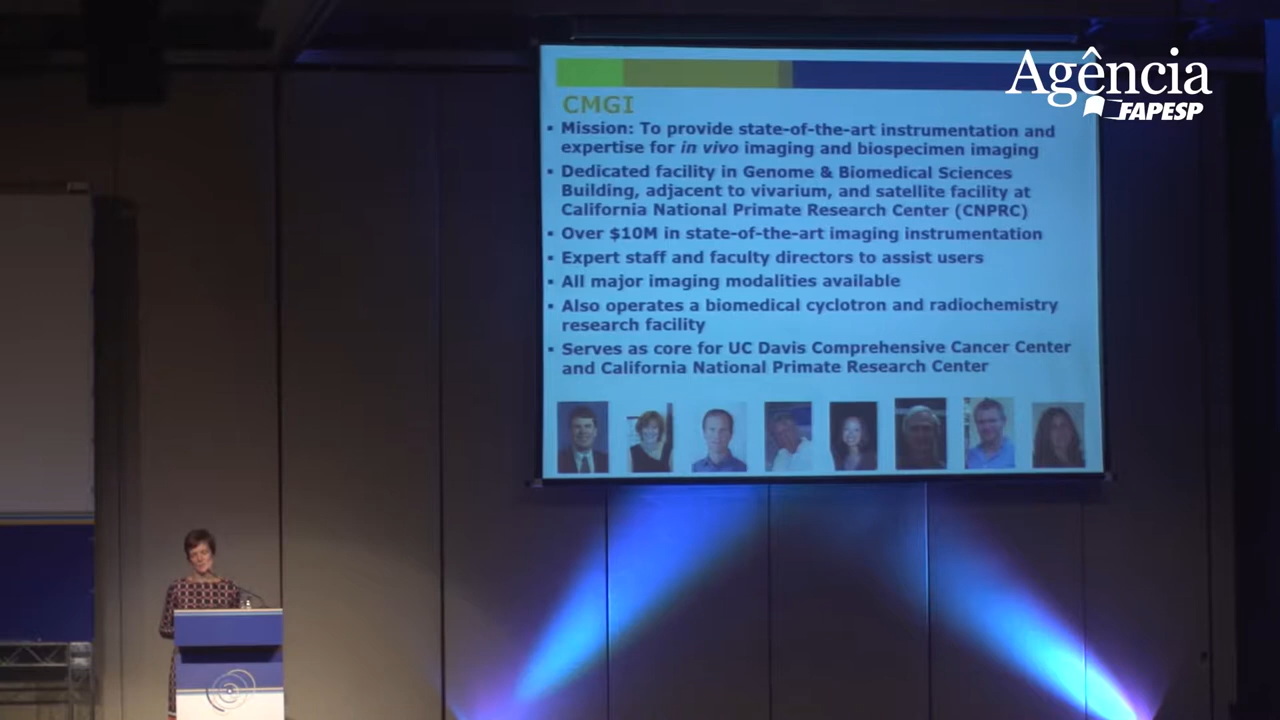 Agência
FAPESP
CMGI
▪ Mission: To provide state-of-the-art instrumentation and
expertise for in vivo imaging and biospecimen imaging
▪ Dedicated facility in Genome & Biomedical Sciences
Building, adjacent to vivarium, and satellite facility at
California National Primate Research Center (CNPRC)
▪ Over $10M in state-of-the-art imaging instrumentation
▪ Expert staff and faculty directors to assist users
▪ All major imaging modalities available
▪ Also operates a biomedical cyclotron and radiochemistry
research facility
▪ Serves as core for UC Davis Comprehensive Cancer Center
and California National Primate Research Center